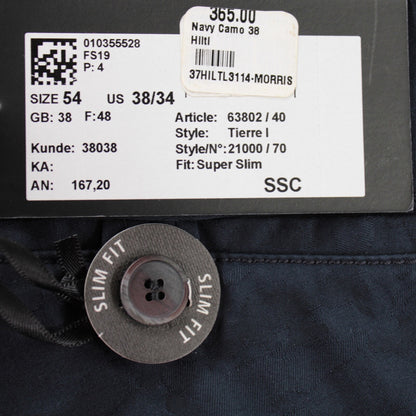 365.00
Navy Camo 38
Hiltl
37HILTL3114-MORRIS
010355528
FS19
P: 4
SIZE 54 US 38/34
GB: 38 F:48
Kunde: 38038
KA:
AN: 167,20
Article: 63802 / 40
Style: Tierre I
Style/N°: 21000 / 70
Fit: Super Slim
SSC
SLIM FIT
SLIM FIT